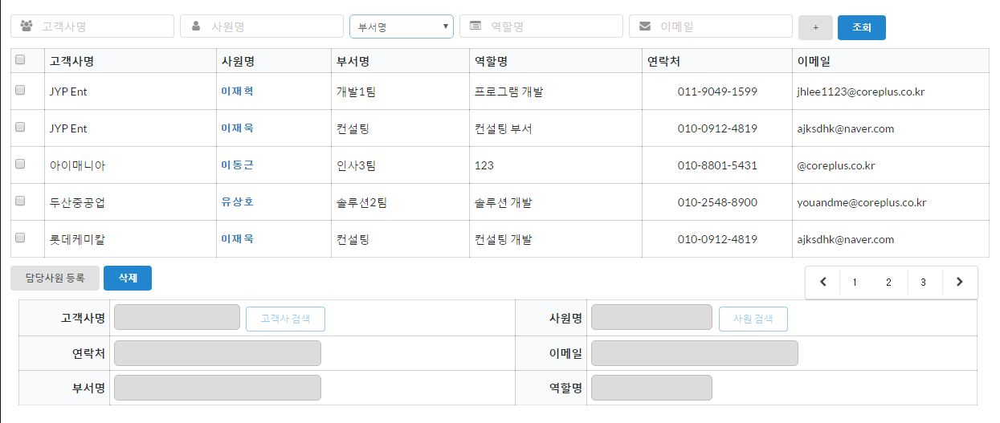 고객사명 사원명 부서명 역할명 이메일 + 조회
고객사명 사원명 부서명 역할명 연락처 이메일
JYP Ent 이재혁 개발1팀 프로그램 개발 011-9049-1599 jhlee1123@coreplus.co.kr
JYP Ent 이재욱 컨설팅 컨설팅 부서 010-0912-4819 ajksdhk@naver.com
아이매니아 이동근 인사3팀 123 010-8801-5431 @coreplus.co.kr
두산중공업 유상호 솔루션2팀 솔루션 개발 010-2548-8900 youandme@coreplus.co.kr
롯데케미칼 이재욱 컨설팅 컨설팅 개발 010-0912-4819 ajksdhk@naver.com
담당사원 등록 삭제 1 2 3
고객사명 고객사 검색 사원명 사원 검색
연락처 이메일
부서명 역할명